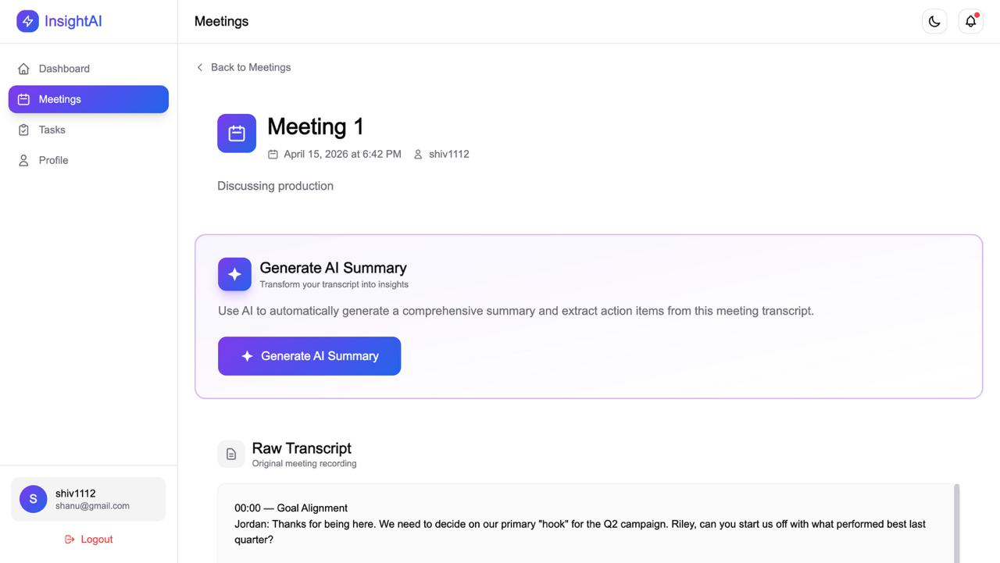 InsightAI
Meetings
Dashboard
Meetings
Tasks
Profile
Back to Meetings
Meeting 1
April 15, 2026 at 6:42 PM shiv1112
Discussing production
Generate AI Summary
Transform your transcript into insights
Use AI to automatically generate a comprehensive summary and extract action items from this meeting transcript.
Generate AI Summary
Raw Transcript
Original meeting recording
00:00 — Goal Alignment
Jordan: Thanks for being here. We need to decide on our primary "hook" for the Q2 campaign. Riley, can you start us off with what performed best last
quarter?
S
shiv1112
shanu@gmail.com
Logout